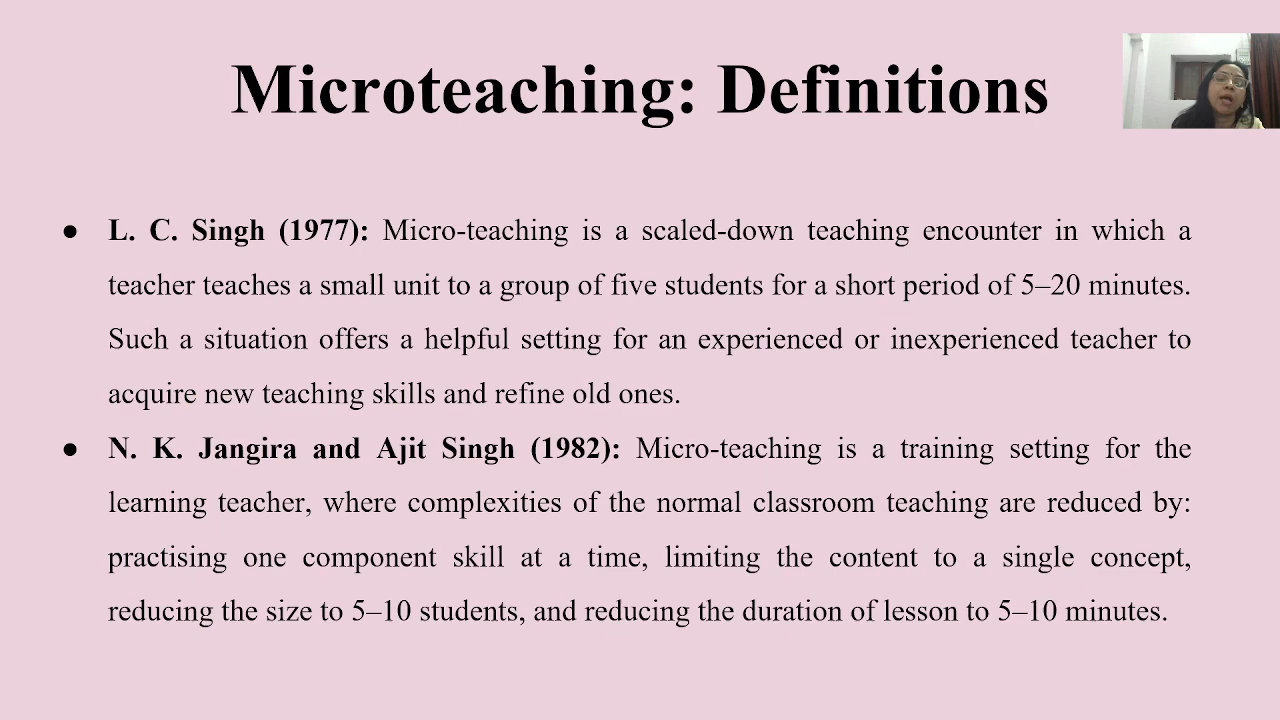 Microteaching: Definitions
● L. C. Singh (1977): Micro-teaching is a scaled-down teaching encounter in which a
teacher teaches a small unit to a group of five students for a short period of 5–20 minutes.
Such a situation offers a helpful setting for an experienced or inexperienced teacher to
acquire new teaching skills and refine old ones.
● N. K. Jangira and Ajit Singh (1982): Micro-teaching is a training setting for the
learning teacher, where complexities of the normal classroom teaching are reduced by:
practising one component skill at a time, limiting the content to a single concept,
reducing the size to 5–10 students, and reducing the duration of lesson to 5–10 minutes.